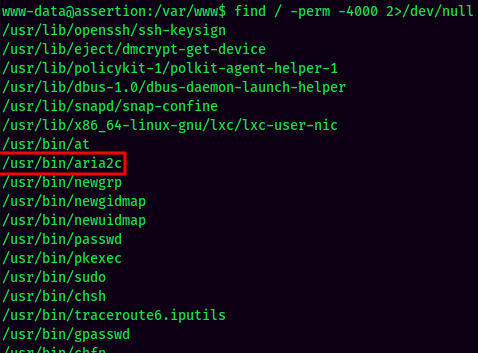 www-data@assertion:/var/www$ find / -perm -4000 2>/dev/null
/usr/lib/openssh/ssh-keysign
/usr/lib/eject/dmcrypt-get-device
/usr/lib/policykit-1/polkit-agent-helper-1
/usr/lib/dbus-1.0/dbus-daemon-launch-helper
/usr/lib/snapd/snap-confine
/usr/lib/x86_64-linux-gnu/lxc/lxc-user-nic
/usr/bin/at
/usr/bin/aria2c
/usr/bin/newgrp
/usr/bin/newgidmap
/usr/bin/newuidmap
/usr/bin/passwd
/usr/bin/pkexec
/usr/bin/sudo
/usr/bin/chsh
/usr/bin/traceroute6.iputils
/usr/bin/gpasswd
/usr/bin/chfn